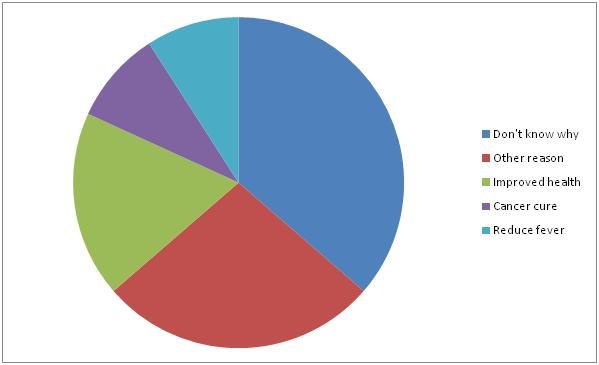 Don't know why
Other reason
Improved health
Cancer cure
Reduce fever